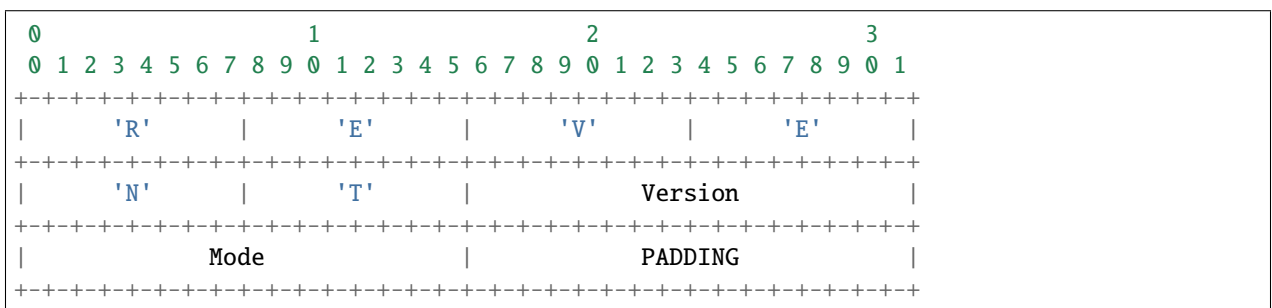 0                   1                   2                   3
 0 1 2 3 4 5 6 7 8 9 0 1 2 3 4 5 6 7 8 9 0 1 2 3 4 5 6 7 8 9 0 1
+-+-+-+-+-+-+-+-+-+-+-+-+-+-+-+-+-+-+-+-+-+-+-+-+-+-+-+-+-+-+-+-+
|      'R'      |      'E'      |      'V'      |      'E'      |
+-+-+-+-+-+-+-+-+-+-+-+-+-+-+-+-+-+-+-+-+-+-+-+-+-+-+-+-+-+-+-+-+
|      'N'      |      'T'      |            Version            |
+-+-+-+-+-+-+-+-+-+-+-+-+-+-+-+-+-+-+-+-+-+-+-+-+-+-+-+-+-+-+-+-+
|             Mode              |            PADDING            |
+-+-+-+-+-+-+-+-+-+-+-+-+-+-+-+-+-+-+-+-+-+-+-+-+-+-+-+-+-+-+-+-+